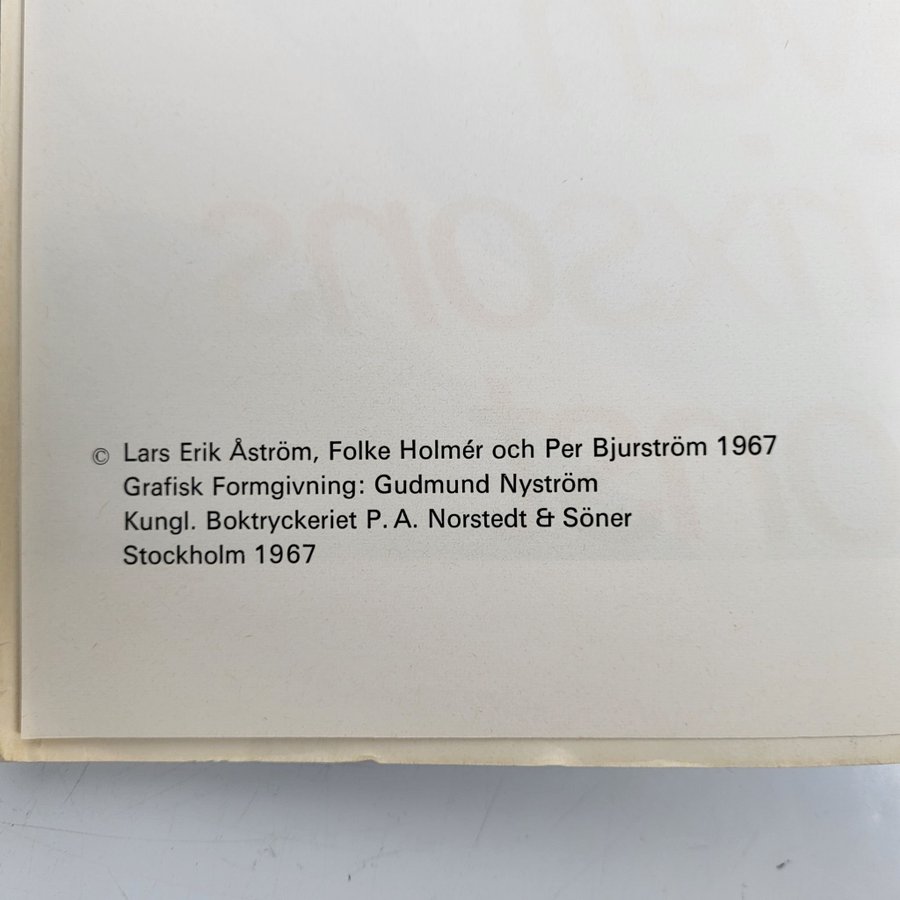 © Lars Erik Åström, Folke Holmér och Per Bjurström 1967
Grafisk Formgivning: Gudmund Nyström
Kungl. Boktryckeriet P. A. Norstedt & Söner
Stockholm 1967